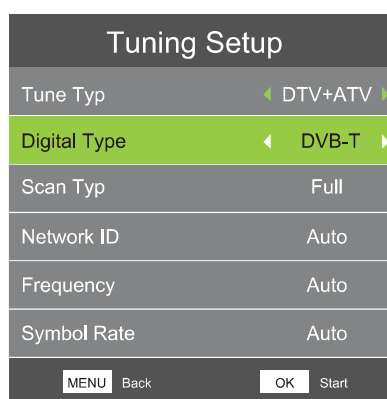 Tuning Setup
Tune Typ DTV+ATV
Digital Type DVB-T
Scan Typ Full
Network ID Auto
Frequency Auto
Symbol Rate Auto
MENU Back OK Start